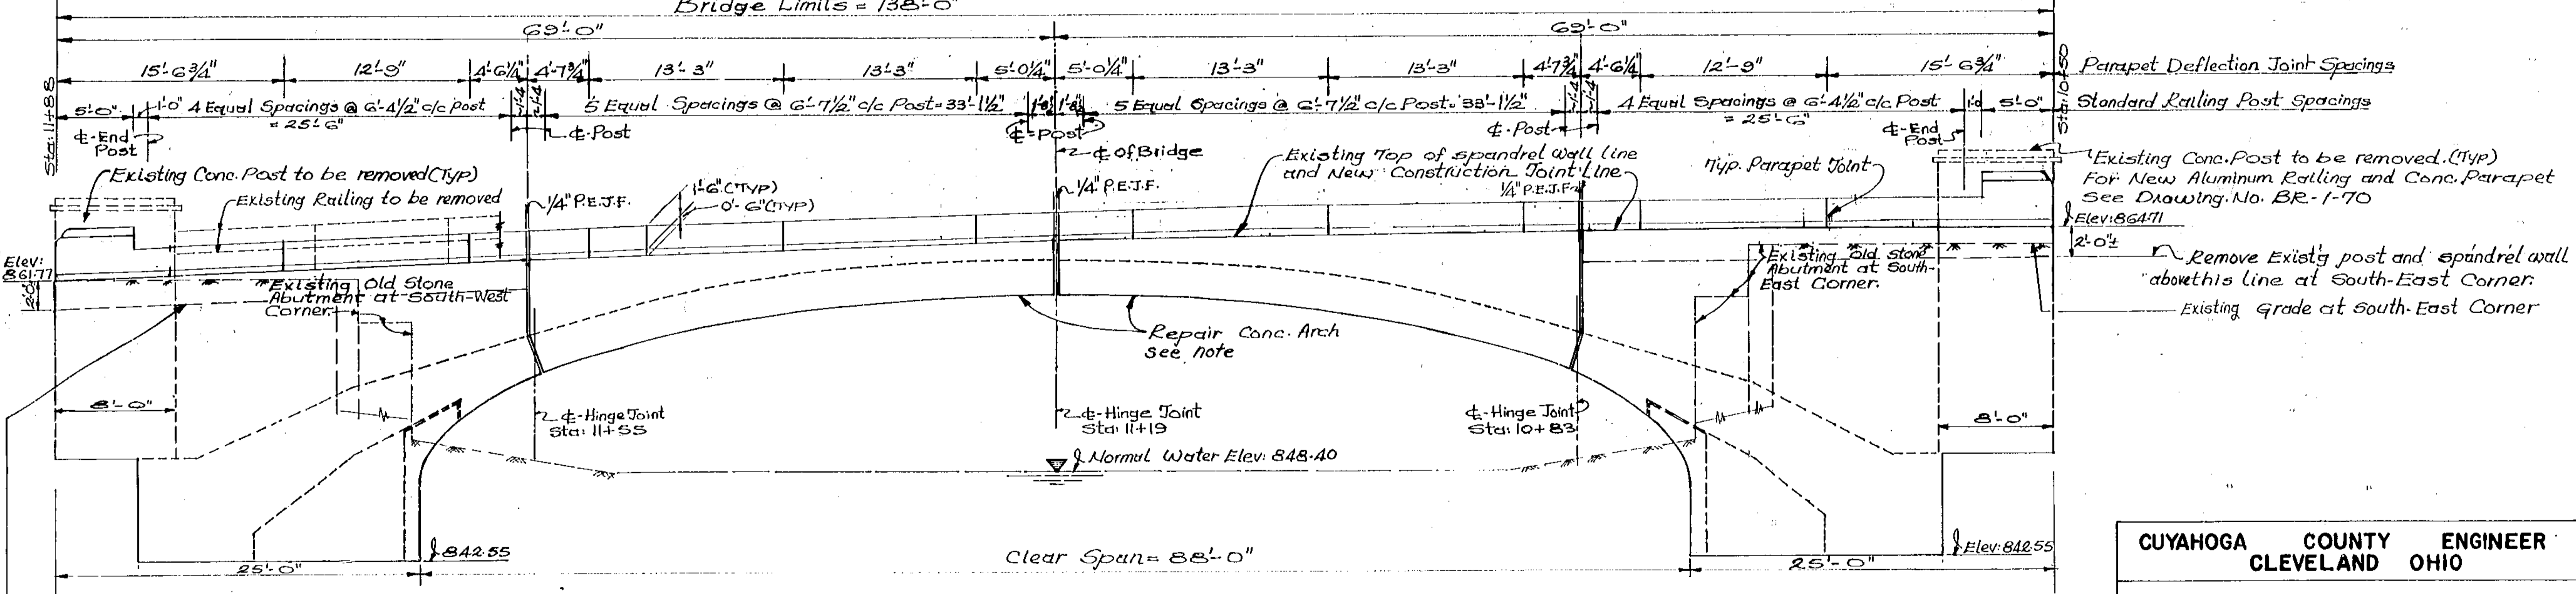 Bridge Limits = 138'-0"
69'-0" 69'-0"
15'-6¾" 12'-9" 4'-6¼" 4'-7¾" 13'-3" 13'-3" 5'-0¼" 5'-0¼" 13'-3" 13'-3" 4'-7¾" 4'-6¼" 12'-9" 15'-6¾" Parapet Deflection Joint Spacings
5'-0" 1'-0" 4 Equal Spacings @ 6'-4½" c/c Post 1'-4 1'-4 5 Equal Spacings @ 6'-7½" c/c Post = 33'-1½" 1'-8 1'-8 5 Equal Spacings @ 6'-7½" c/c Post = 33'-1½" 1'-4 1'-4 4 Equal Spacings @ 6'-4½" c/c Post 1'-0 5'-0" Standard Railing Post Spacings
= 25'-6" = 25'-6"
Sta: 11+88
Sta: 10+50
℄-End Post
℄-Post
℄-Post
℄-Post
℄-End Post
℄ of Bridge
Existing Conc. Post to be removed (Typ)
Existing Railing to be removed
¼" P.E.J.F.
1'-6" (TYP)
0'-6" (TYP)
¼" P.E.J.F.
Existing Top of spandrel wall line
and New Construction Joint Line
¼" P.E.J.F.
Typ. Parapet Joint
Existing Conc. Post to be removed. (Typ)
For New Aluminum Railing and Conc. Parapet
See Drawing. No. BR-1-70
Elev: 864.71
2'-0"±
Remove Exist'g post and spandrel wall
above this line at South-East Corner.
Existing Grade at South-East Corner
Elev:
861.77
2'-0"
Existing Old Stone
Abutment at South-West
Corner
Existing Old Stone
Abutment at South-
East Corner.
Repair Conc. Arch
see note
8'-0"
℄-Hinge Joint
Sta: 11+55
℄-Hinge Joint
Sta: 11+19
℄-Hinge Joint
Sta: 10+83
8'-0"
Normal Water Elev: 848.40
842.55
Elev: 842.55
25'-0" Clear Span = 88'-0" 25'-0"
CUYAHOGA COUNTY ENGINEER
CLEVELAND OHIO